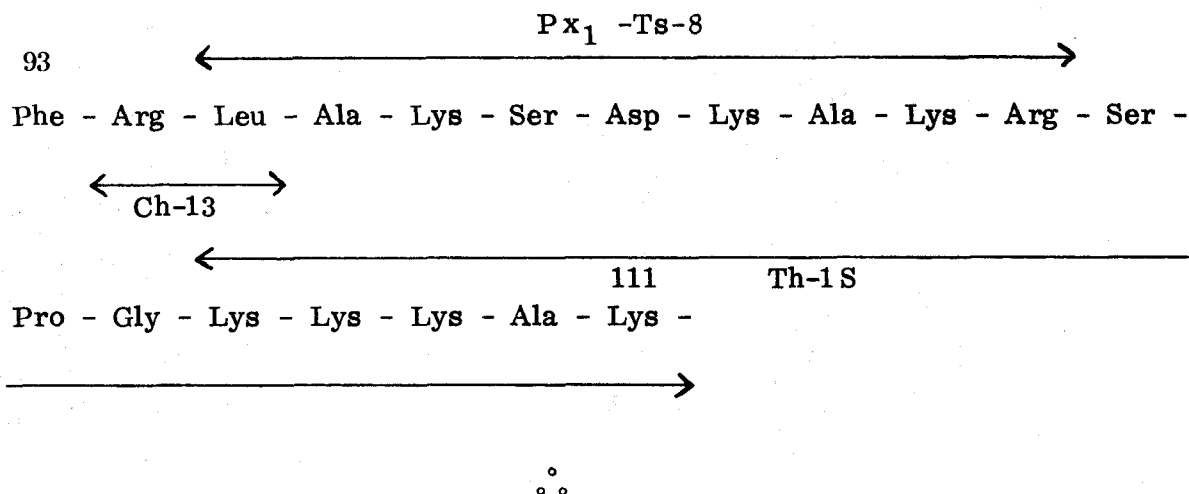 Px1 -Ts-8
93
Phe - Arg - Leu - Ala - Lys - Ser - Asp - Lys - Ala - Lys - Arg - Ser -
Ch-13
111 Th-1 S
Pro - Gly - Lys - Lys - Lys - Ala - Lys -